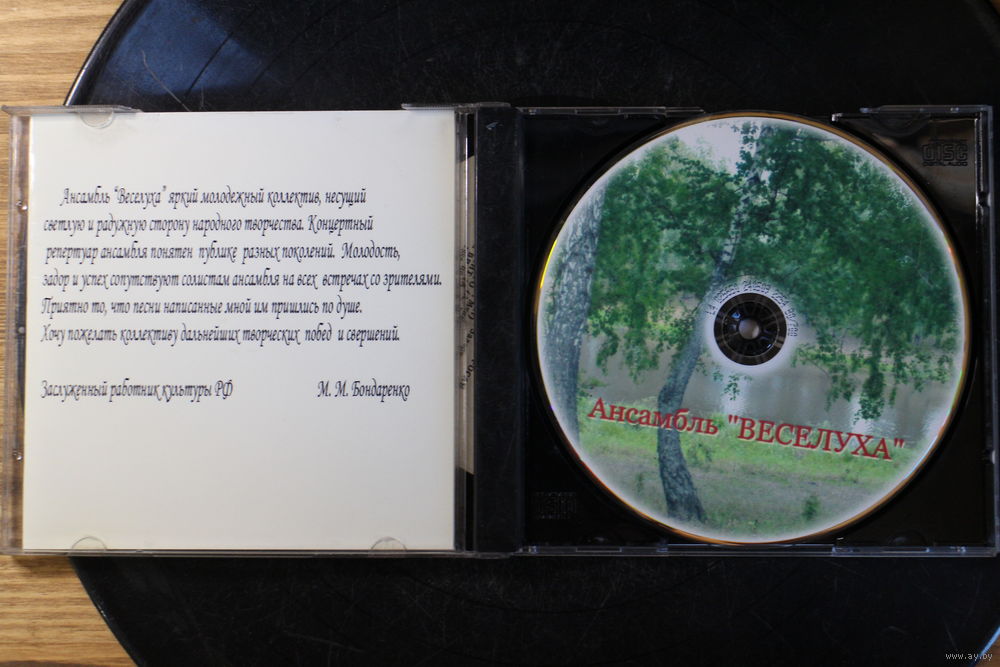 Ансамбль “Веселуха” яркий молодежный коллектив, несущий
светлую и радужную сторону народного творчества. Концертный
репертуар ансамбля понятен публике разных поколений. Молодость,
задор и успех сопутствуют солистам ансамбля на всех встречах со зрителями.
Приятно то, что песни написанные мной им пришлись по душе.
Хочу пожелать коллективу дальнейших творческих побед и свершений.
Заслуженный работник культуры РФ М. М. Бондаренко
Ансамбль "ВЕСЕЛУХА"
disc
www.ay.by